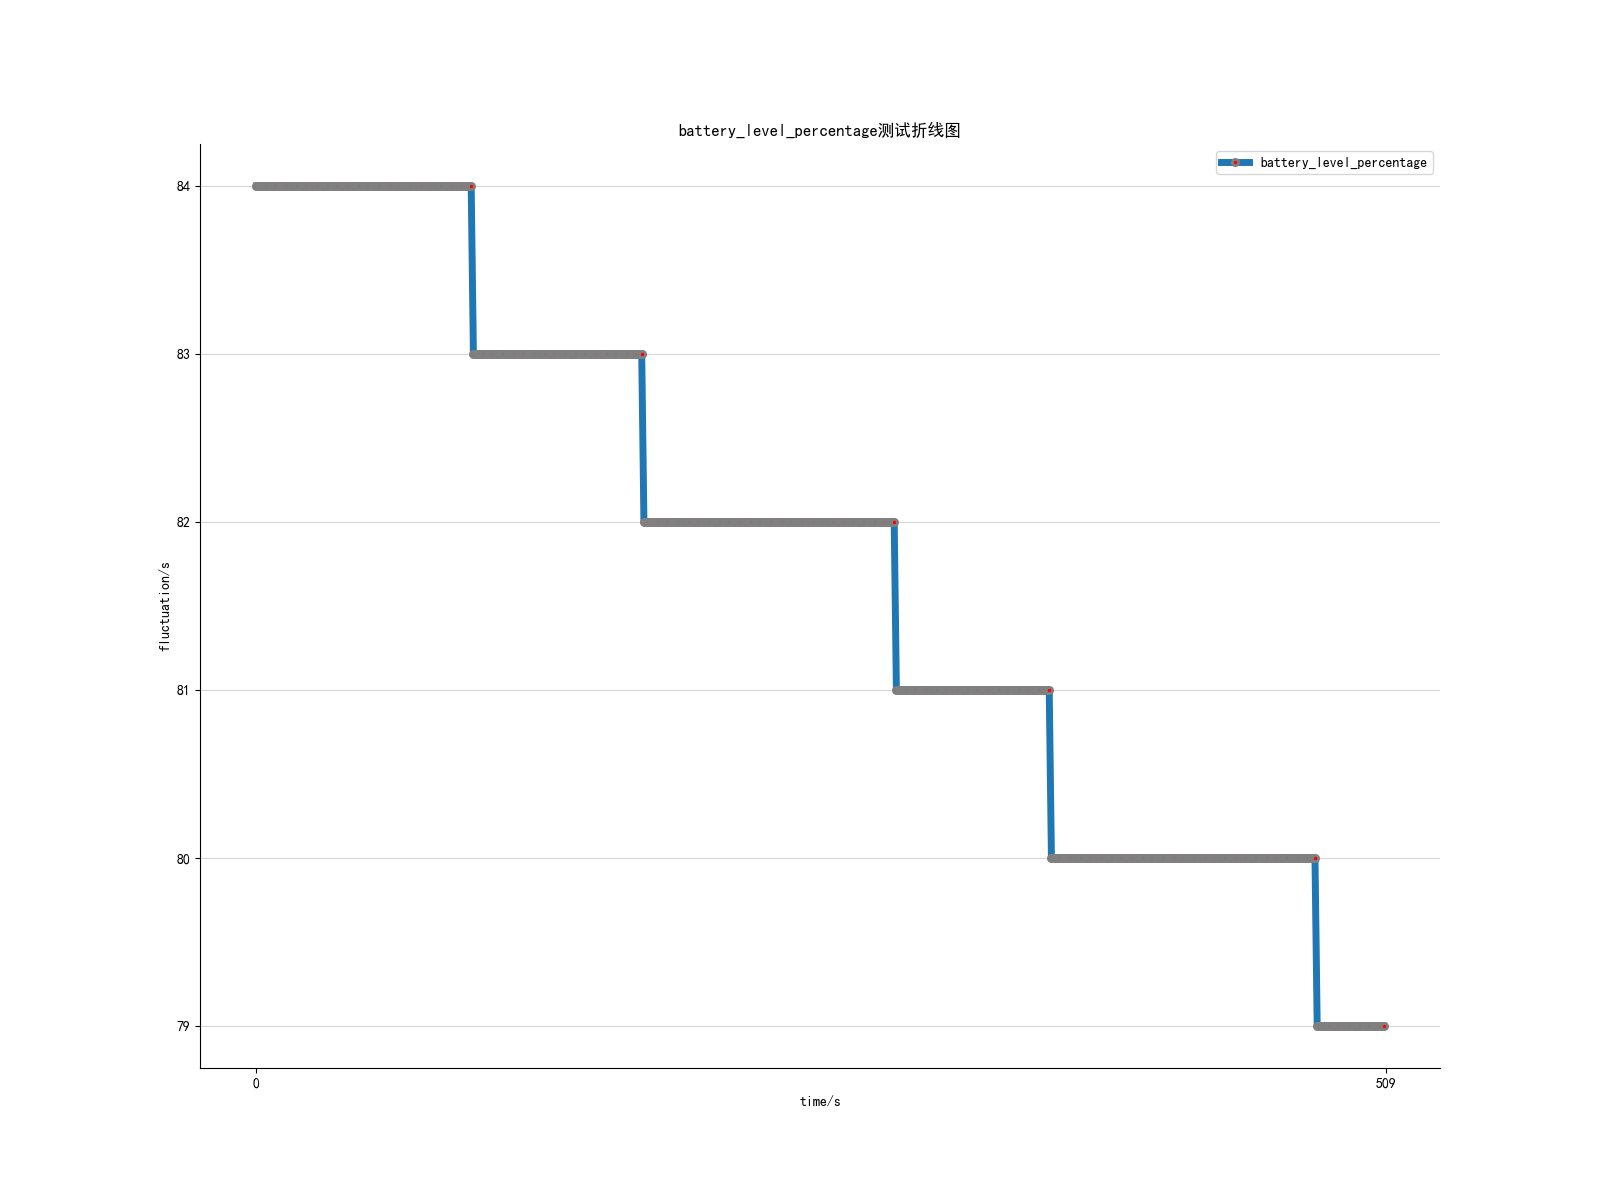 battery_level_percentage测试折线图
battery_level_percentage
84
83
82
81
80
79
fluctuation/s
0
509
time/s